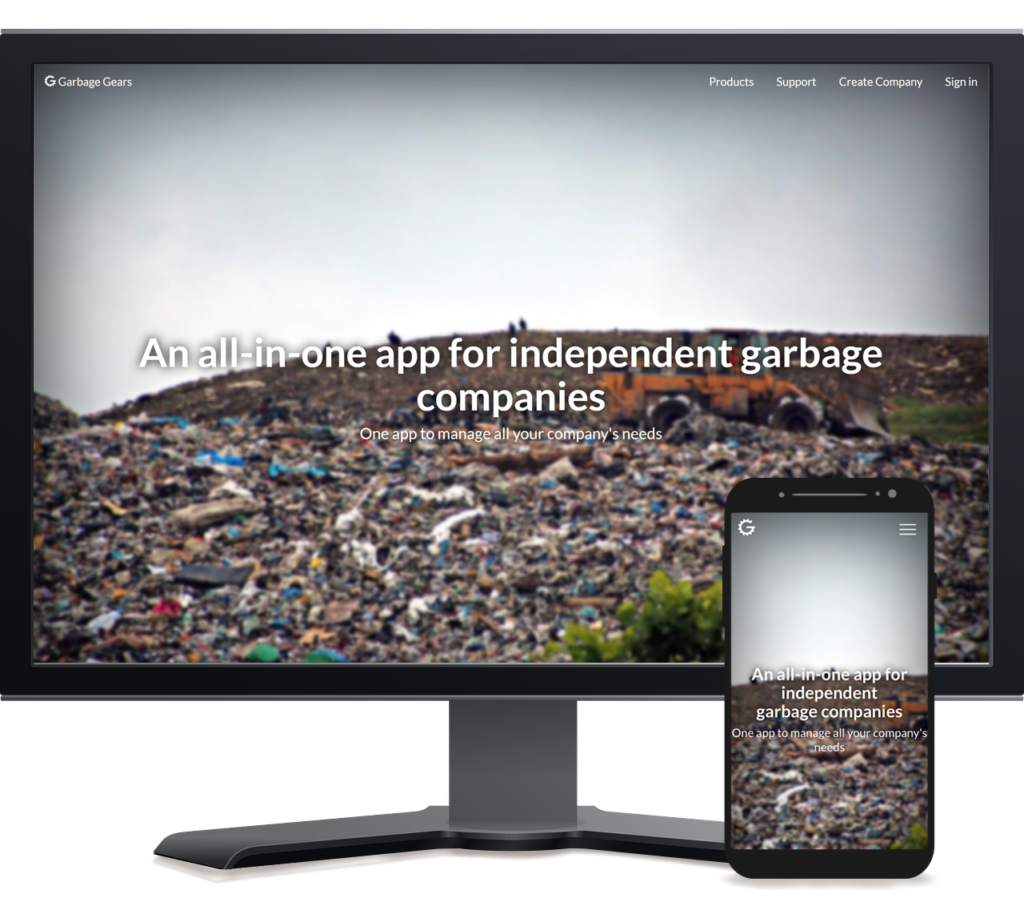 Garbage Gears
Products Support Create Company Sign in
An all-in-one app for independent garbage
companies
One app to manage all your company's needs
An all-in-one app for
independent
garbage companies
One app to manage all your company's
needs